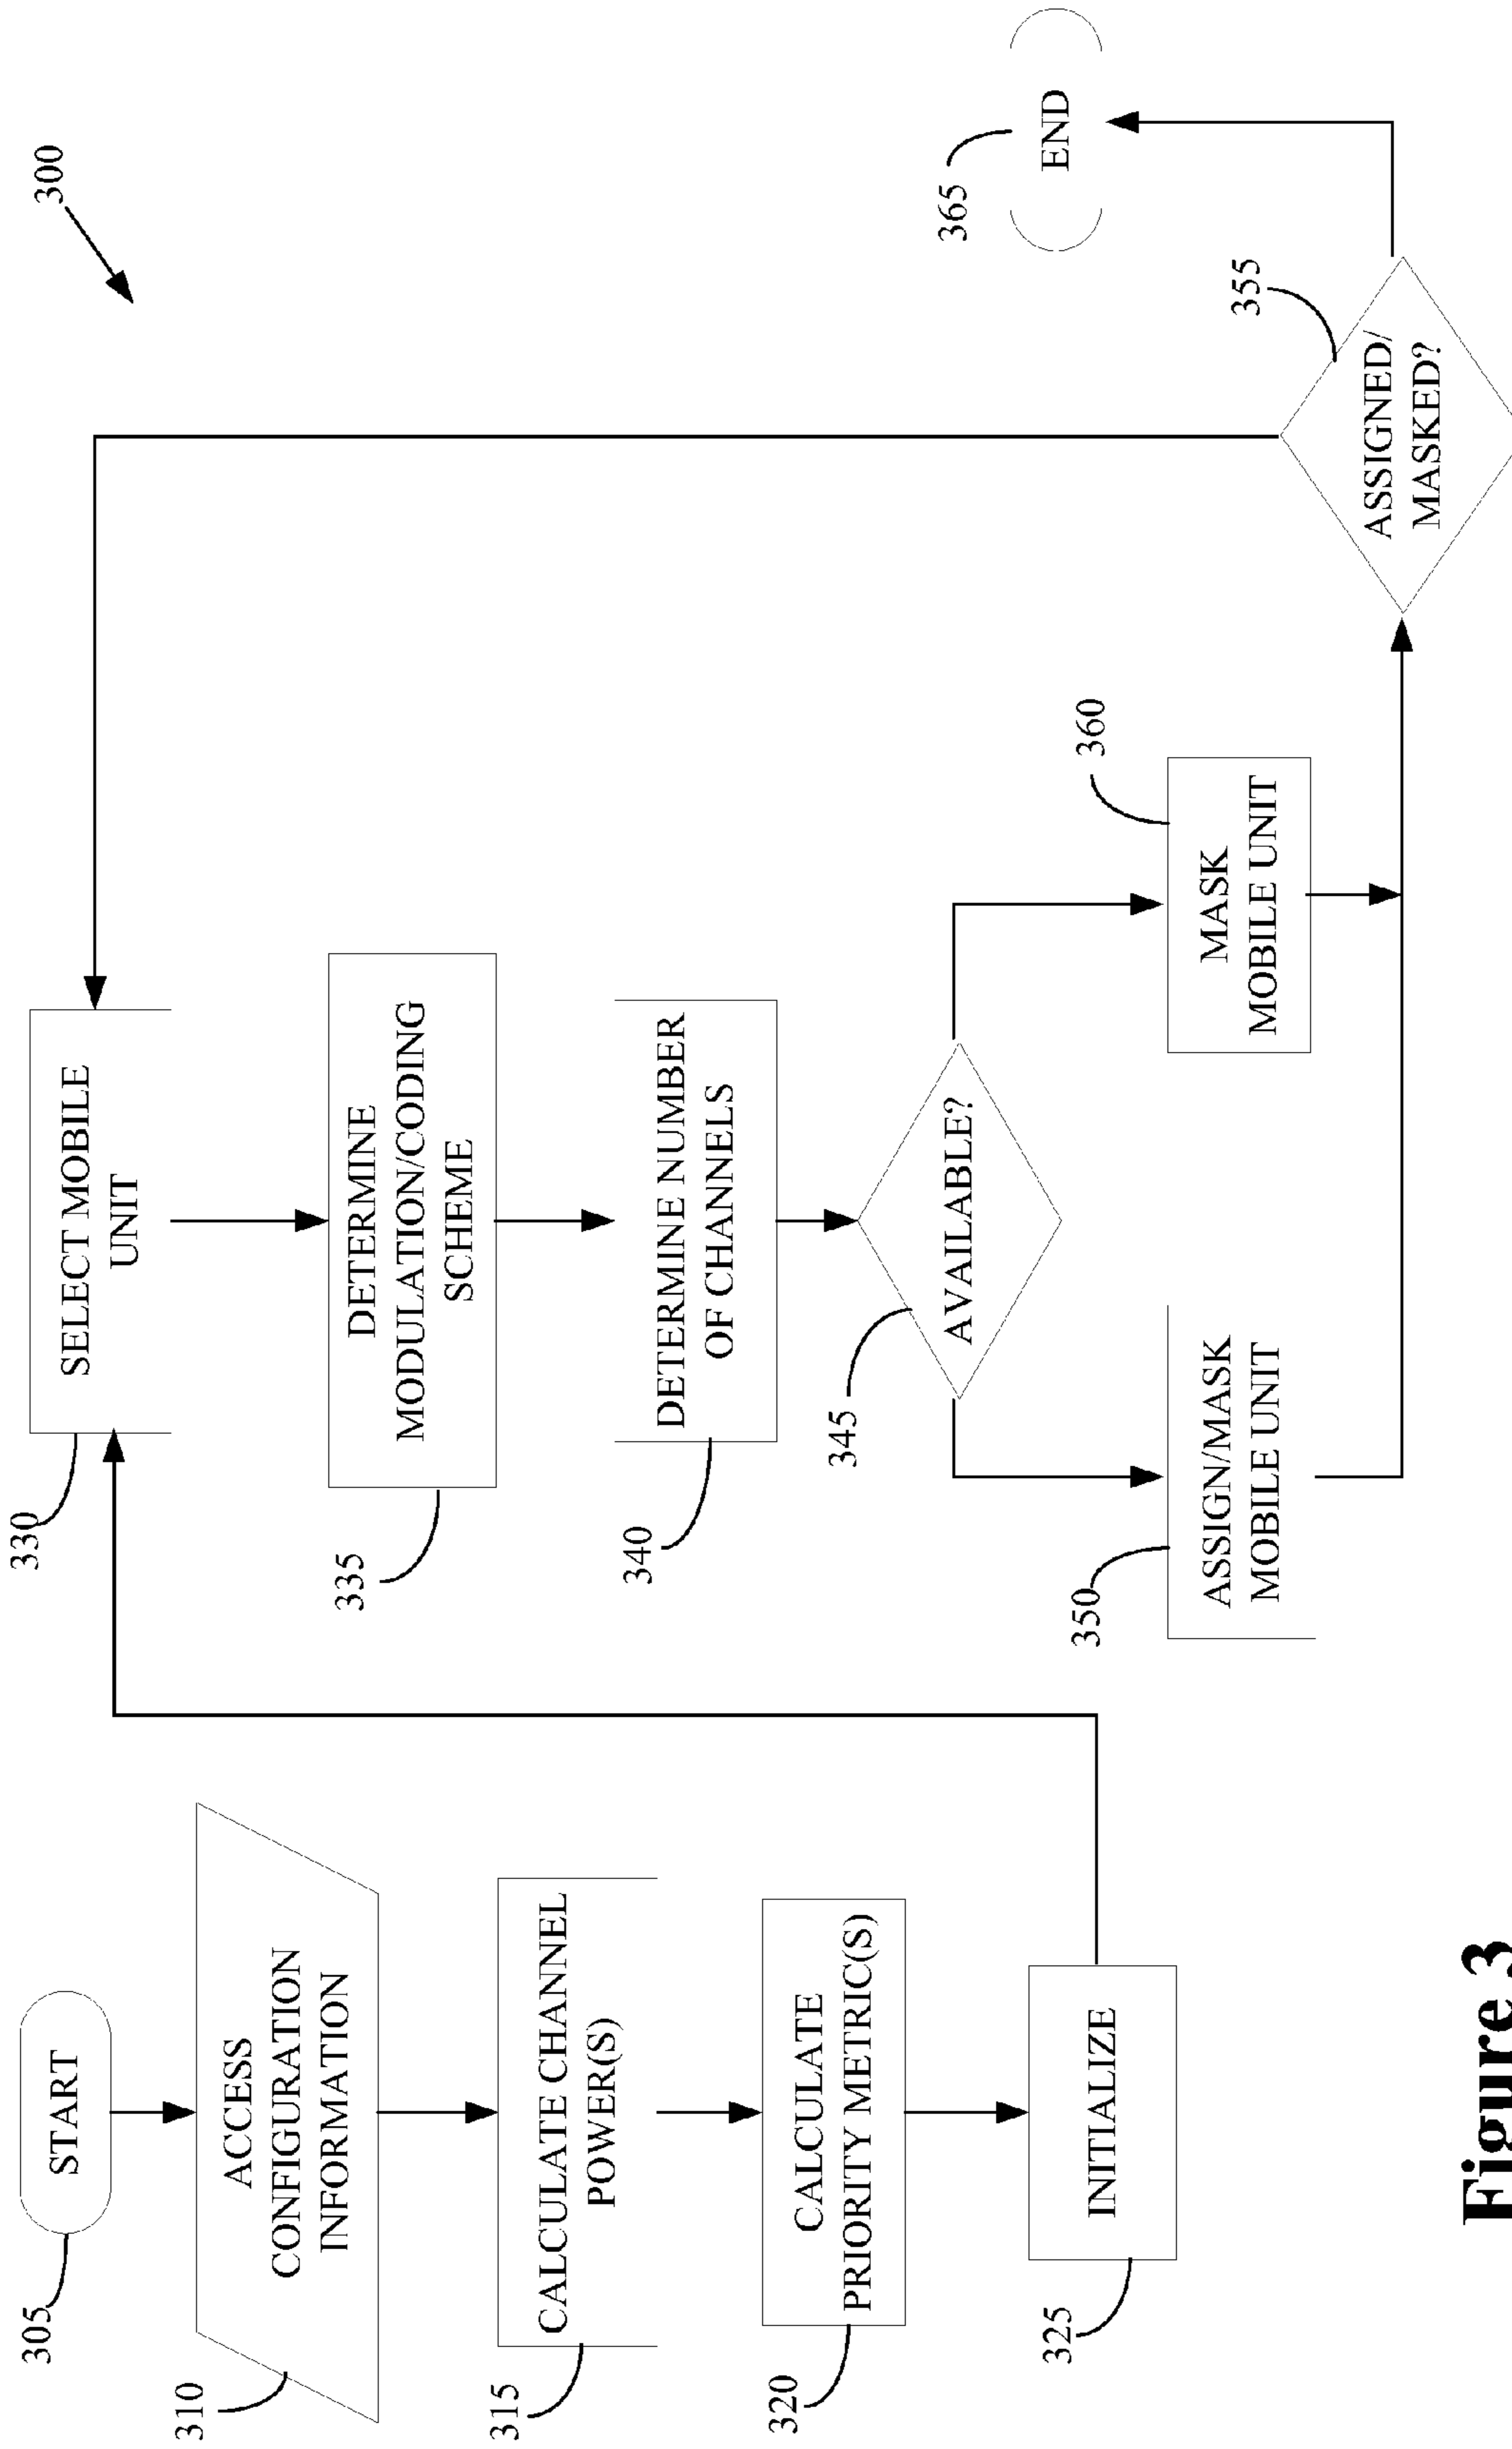 300
305
START
310
ACCESS
CONFIGURATION
INFORMATION
315
CALCULATE CHANNEL
POWER(S)
320
CALCULATE
PRIORITY METRIC(S)
325
INITIALIZE
330
SELECT MOBILE
UNIT
335
DETERMINE
MODULATION/CODING
SCHEME
340
DETERMINE NUMBER
OF CHANNELS
345
AVAILABLE?
350
ASSIGN/MASK
MOBILE UNIT
360
MASK
MOBILE UNIT
355
ASSIGNED/
MASKED?
365
END
Figure 3